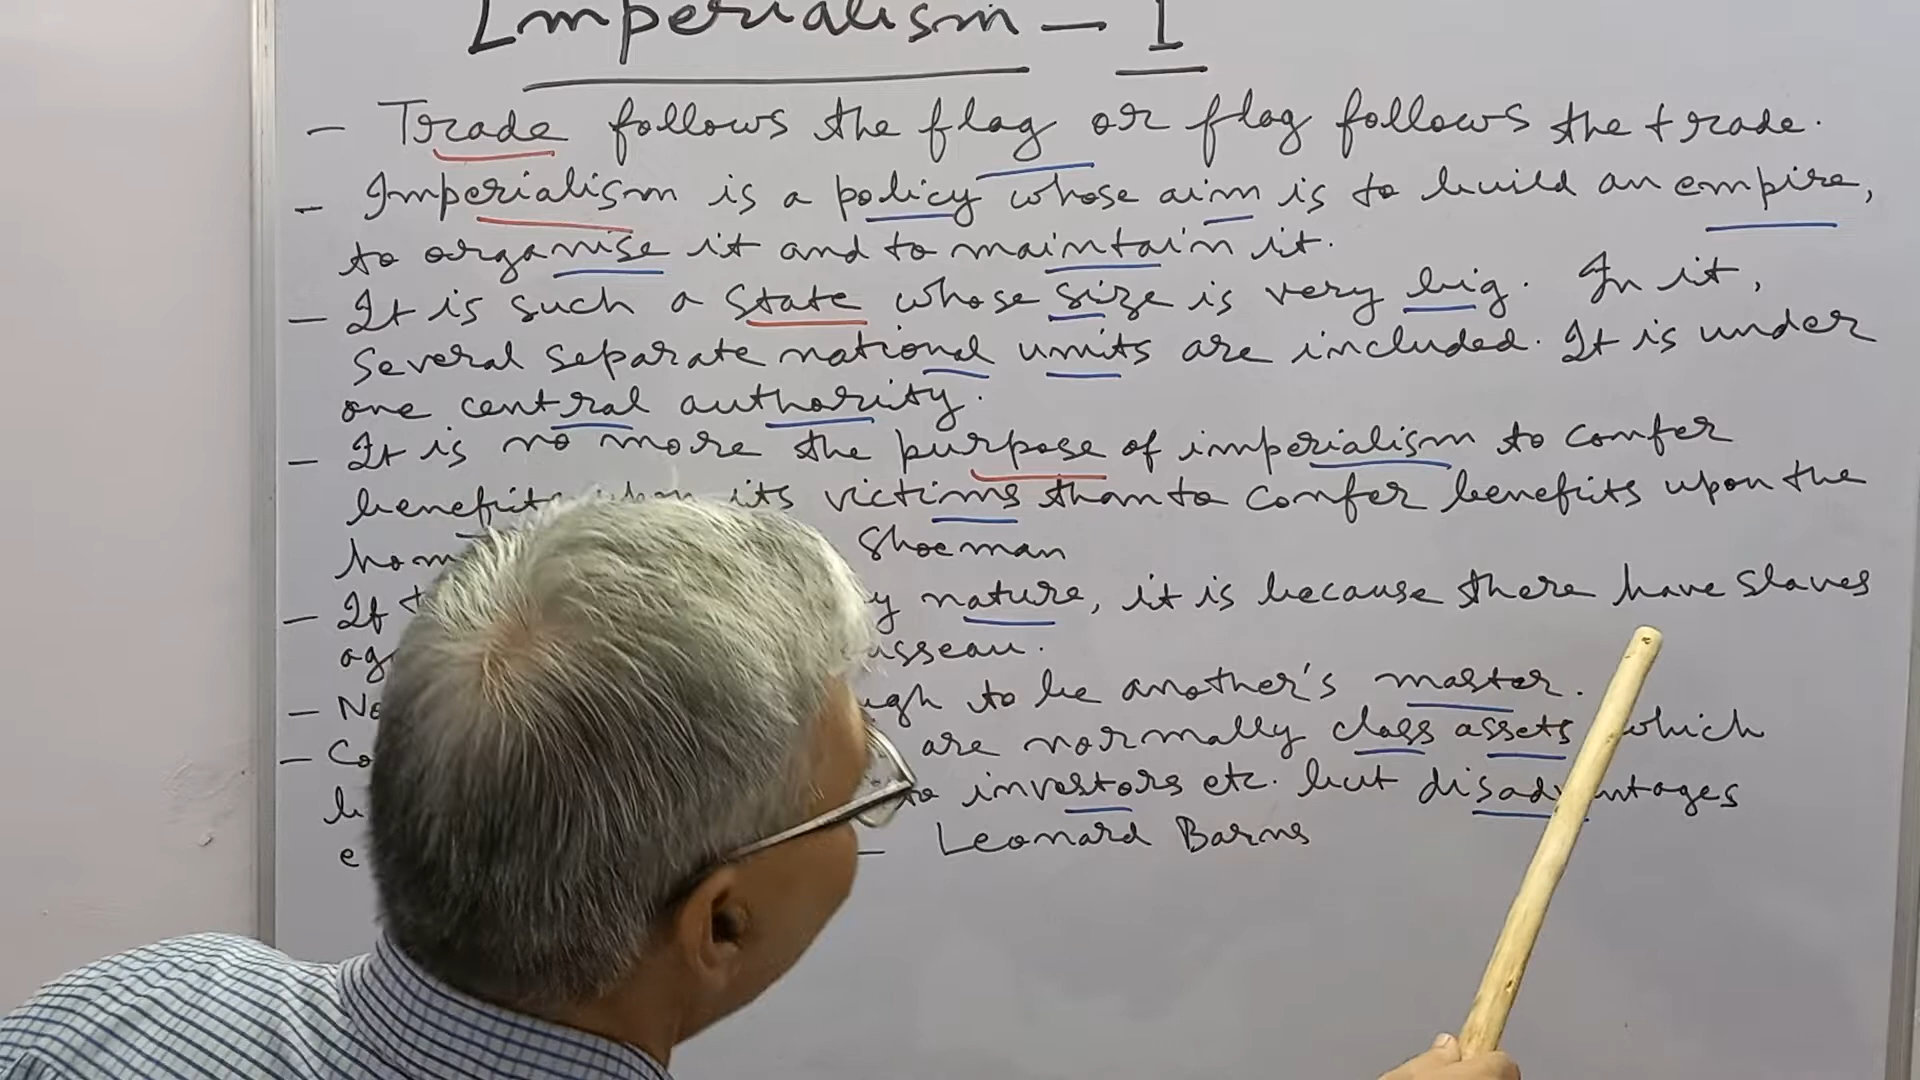 Imperialism - I
- Trade follows the flag or flag follows the trade.
- Imperialism is a policy whose aim is to build an empire,
to organise it and to maintain it.
- It is such a state whose size is very big. In it,
several separate national units are included. It is under
one central authority.
- It is no more the purpose of imperialism to confer
benefits upon its victims than to confer benefits upon the
Shoeman
- If nature, it is because there have slaves
- to be another's master.
- are normally class assets which
to investors etc. but disadvantages
- Leonard Barns